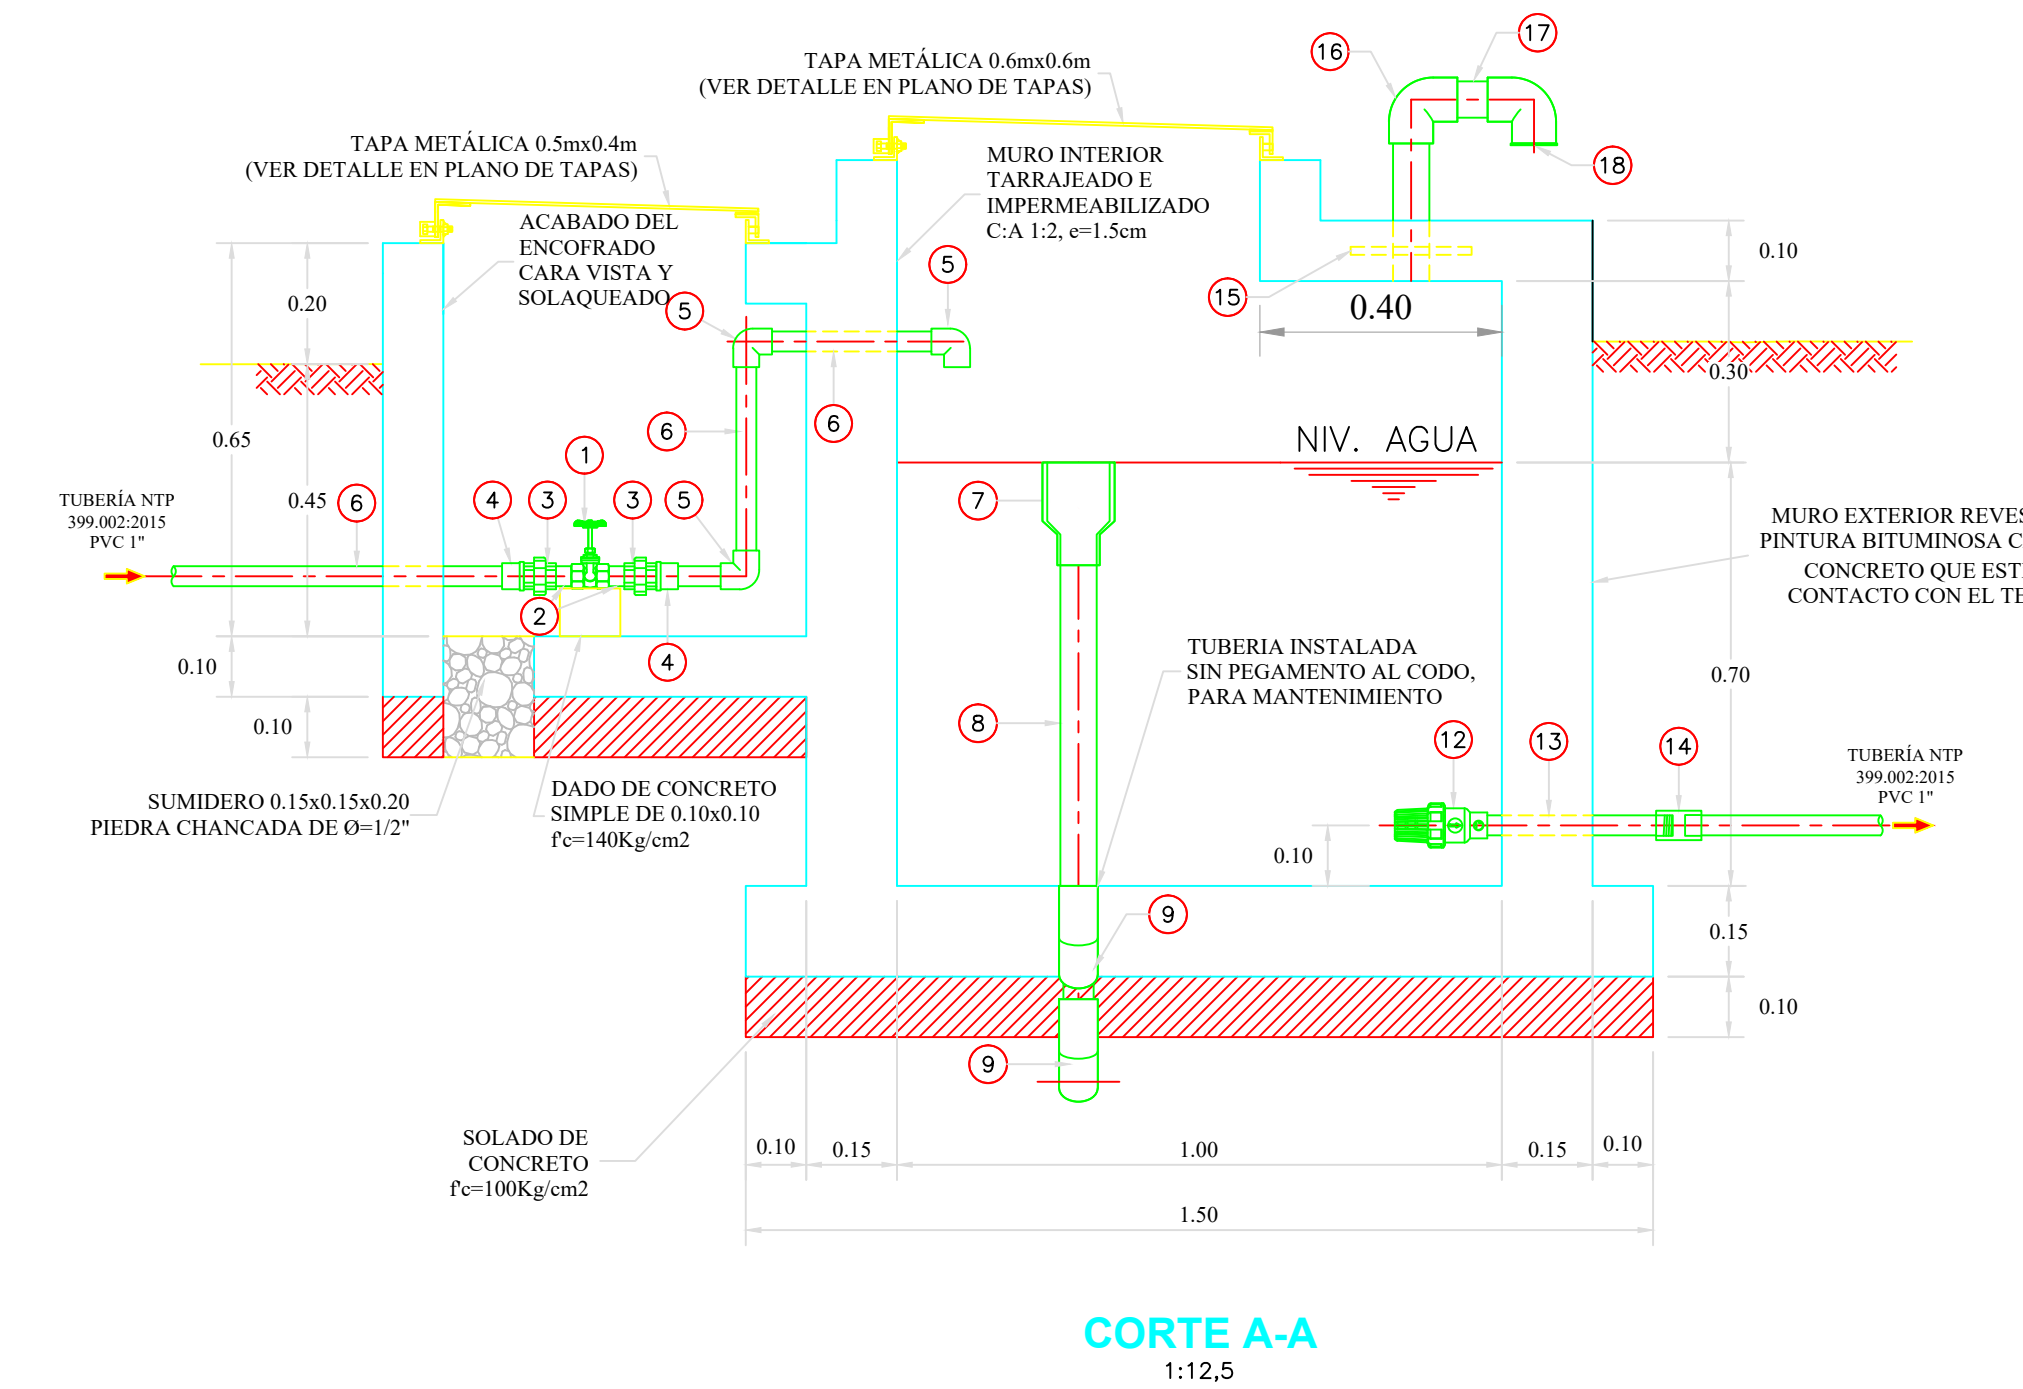 TAPA METÁLICA 0.6mx0.6m
(VER DETALLE EN PLANO DE TAPAS)
16
17
18
TAPA METÁLICA 0.5mx0.4m
(VER DETALLE EN PLANO DE TAPAS)
ACABADO DEL
ENCOFRADO
CARA VISTA Y
SOLAQUEADO
MURO INTERIOR
TARRAJEADO E
IMPERMEABILIZADO
C:A 1:2, e=1.5cm
5
5
15
0.40
0.10
0.30
0.20
0.65
0.45
6
6
NIV. AGUA
TUBERÍA NTP
399.002:2015
PVC 1"
6
4
3
1
3
5
7
2
4
MURO EXTERIOR
PINTURA BITUMINOSA
CONCRETO QUE
CONTACTO CON EL
0.10
0.10
TUBERIA INSTALADA
SIN PEGAMENTO AL CODO,
PARA MANTENIMIENTO
0.70
8
12
13
14
TUBERÍA NTP
399.002:2015
PVC 1"
SUMIDERO 0.15x0.15x0.20
PIEDRA CHANCADA DE Ø=1/2"
DADO DE CONCRETO
SIMPLE DE 0.10x0.10
f'c=140Kg/cm2
0.10
9
0.15
0.10
9
SOLADO DE
CONCRETO
f'c=100Kg/cm2
0.10
0.15
1.00
0.15
0.10
1.50
CORTE A-A
1:12,5